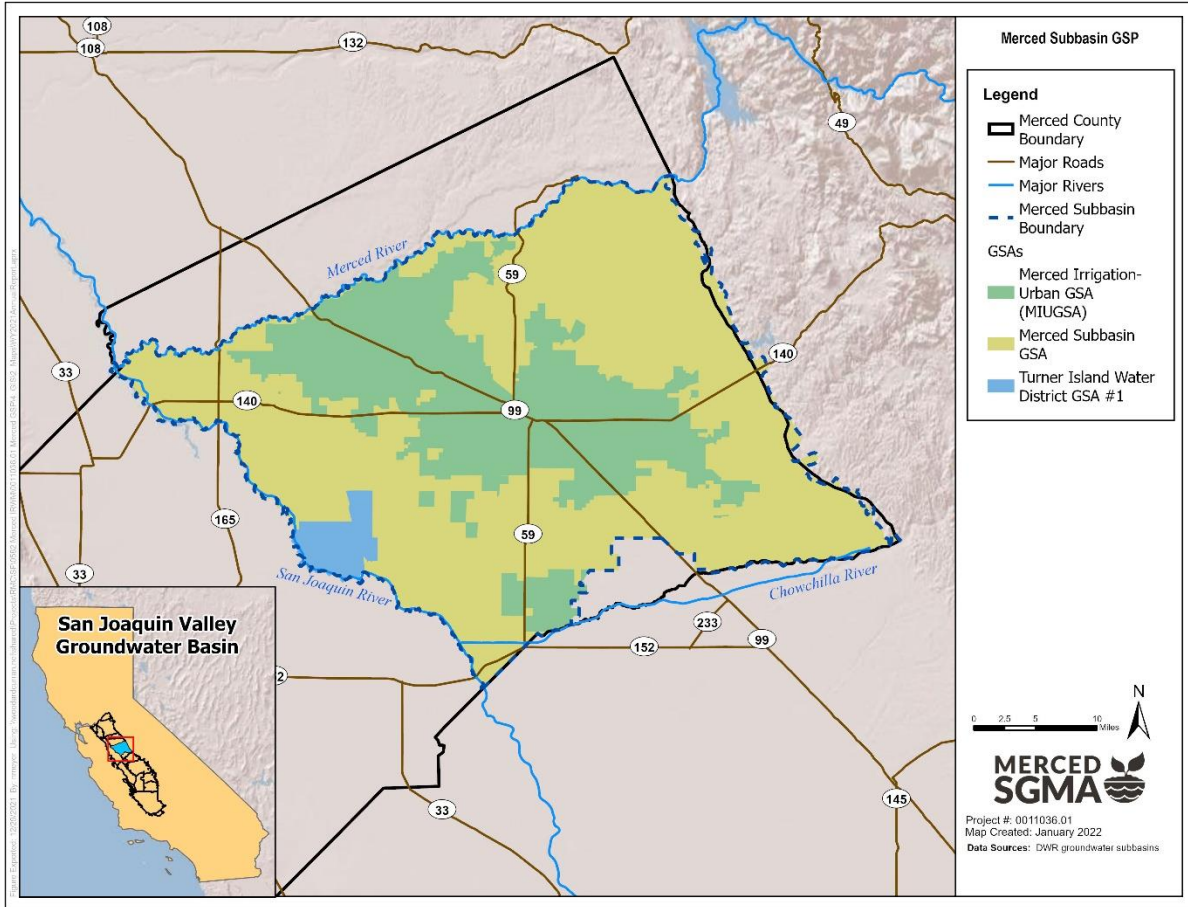 Merced Subbasin GSP
Legend
Merced County
Boundary
Major Roads
Major Rivers
Merced Subbasin
Boundary
GSAs
Merced Irrigation-
Urban GSA
(MIUGSA)
Merced Subbasin
GSA
Turner Island Water
District GSA #1
108
108
132
49
Merced River
59
140
33
140
99
165
59
San Joaquin River
Chowchilla River
233
99
152
33
2
33
145
San Joaquin Valley
Groundwater Basin
N
0 2.5 5 10
Miles
MERCED
SGMA
Project #: 0011036.01
Map Created: January 2022
Data Sources: DWR groundwater subbasins